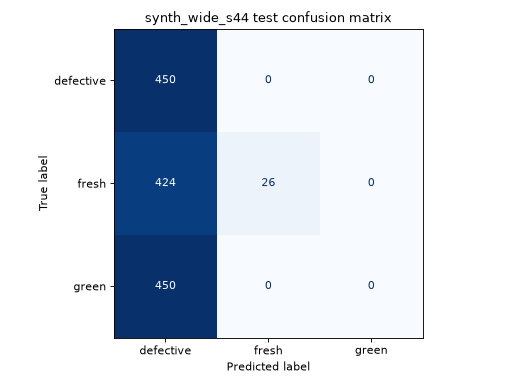 synth_wide_s44 test confusion matrix
defective 450 0 0
fresh 424 26 0
green 450 0 0
defective fresh green
Predicted label
True label